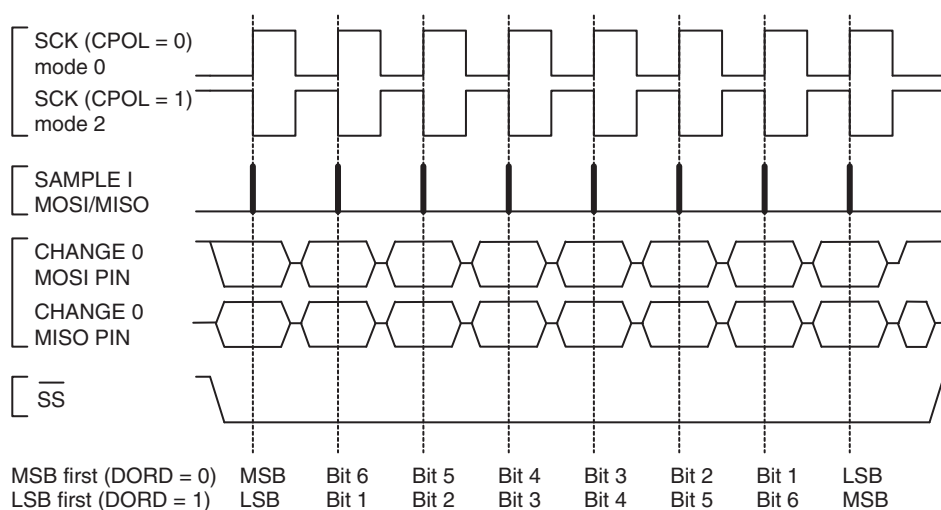 SCK (CPOL = 0)
mode 0
SCK (CPOL = 1)
mode 2
SAMPLE I
MOSI/MISO
CHANGE 0
MOSI PIN
CHANGE 0
MISO PIN
SS
MSB first (DORD = 0) MSB Bit 6 Bit 5 Bit 4 Bit 3 Bit 2 Bit 1 LSB
LSB first (DORD = 1) LSB Bit 1 Bit 2 Bit 3 Bit 4 Bit 5 Bit 6 MSB